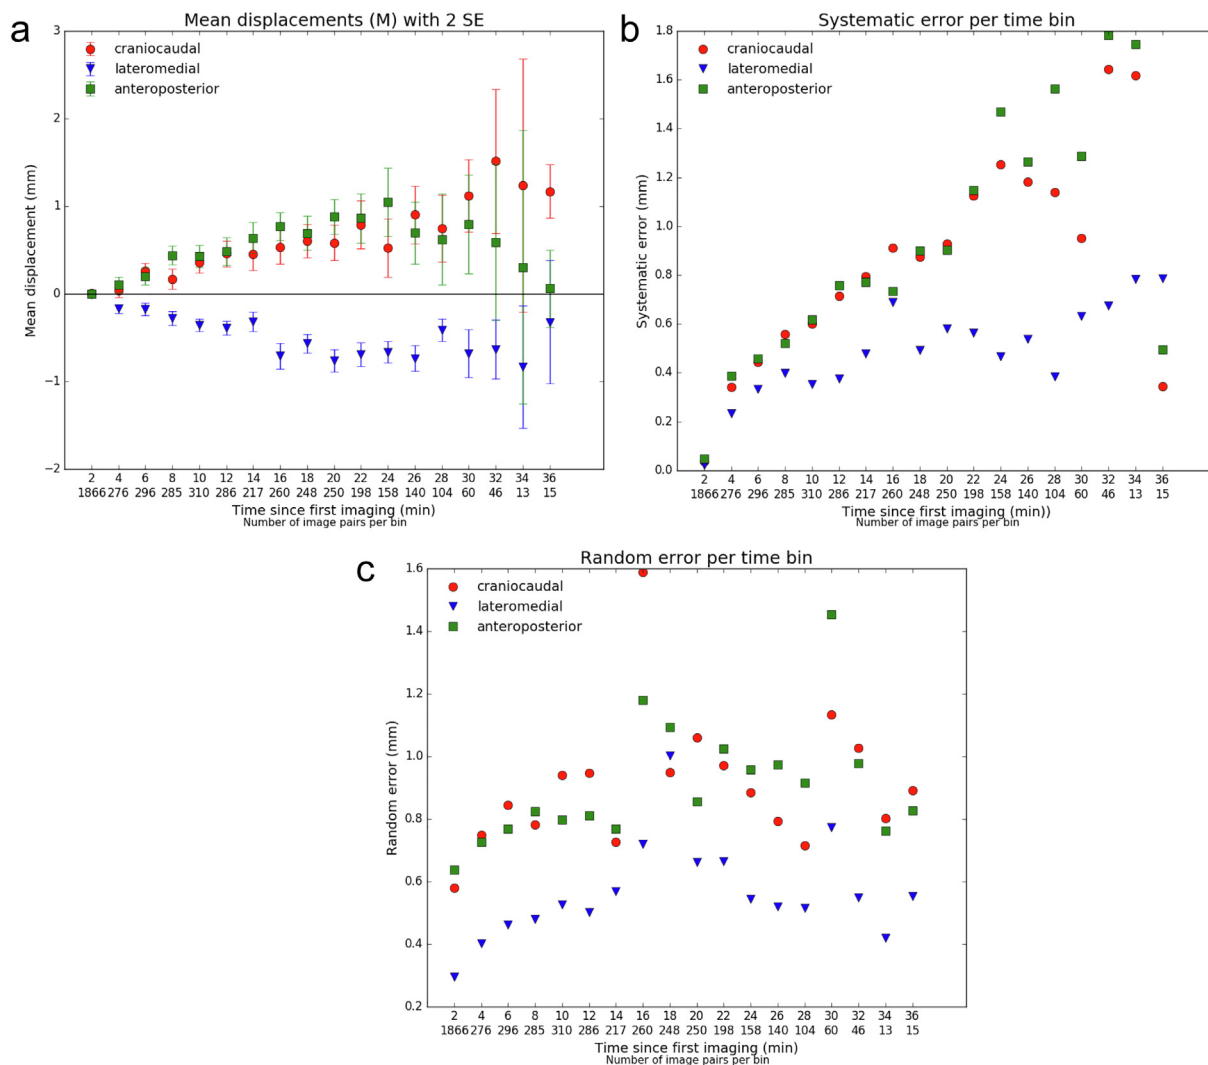 a
Mean displacements (M) with 2 SE
craniocaudal
lateromedial
anteroposterior
Mean displacement (mm)
3
2
1
0
−1
−2
2 4 6 8 10 12 14 16 18 20 22 24 26 28 30 32 34 36
1866 276 296 285 310 286 217 260 248 250 198 158 140 104 60 46 13 15
Time since first imaging (min)
Number of image pairs per bin
b
Systematic error per time bin
craniocaudal
lateromedial
anteroposterior
Systematic error (mm)
1.8
1.6
1.4
1.2
1.0
0.8
0.6
0.4
0.2
0.0
2 4 6 8 10 12 14 16 18 20 22 24 26 28 30 32 34 36
1866 276 296 285 310 286 217 260 248 250 198 158 140 104 60 46 13 15
Time since first imaging (min))
Number of image pairs per bin
c
Random error per time bin
craniocaudal
lateromedial
anteroposterior
Random error (mm)
1.6
1.4
1.2
1.0
0.8
0.6
0.4
0.2
2 4 6 8 10 12 14 16 18 20 22 24 26 28 30 32 34 36
1866 276 296 285 310 286 217 260 248 250 198 158 140 104 60 46 13 15
Time since first imaging (min)
Number of image pairs per bin